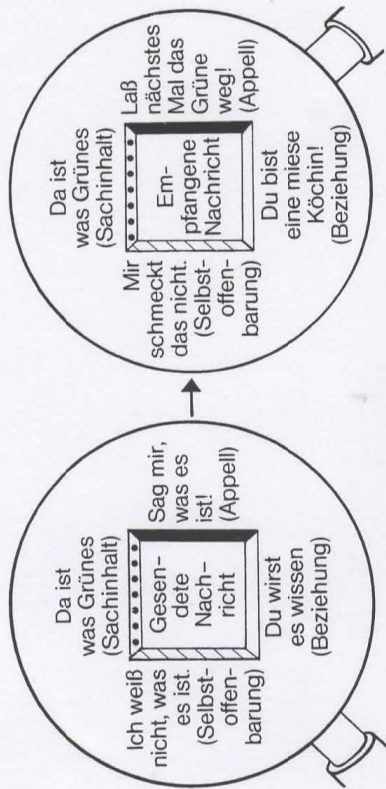 Da ist
was Grünes
(Sachinhalt)
Ich weiß
nicht, was
es ist.
(Selbst-
offen-
barung)
Gesen-
dete
Nach-
richt
Sag mir,
was es
ist!
(Appell)
Du wirst
es wissen
(Beziehung)
Da ist
was Grünes
(Sachinhalt)
Mir
schmeckt
das nicht.
(Selbst-
offen-
barung)
Em-
pfangene
Nachricht
Laß
nächstes
Mal das
Grüne
weg!
(Appell)
Du bist
eine miese
Köchin!
(Beziehung)